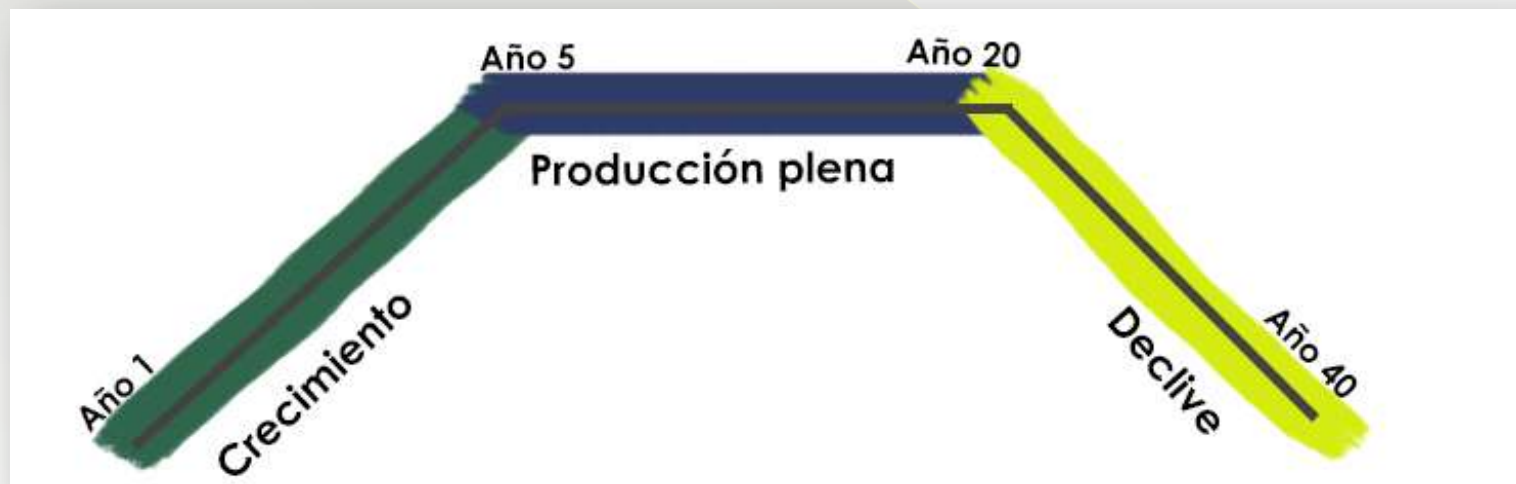 Año 1
Crecimiento
Año 5
Producción plena
Año 20
Declive
Año 40